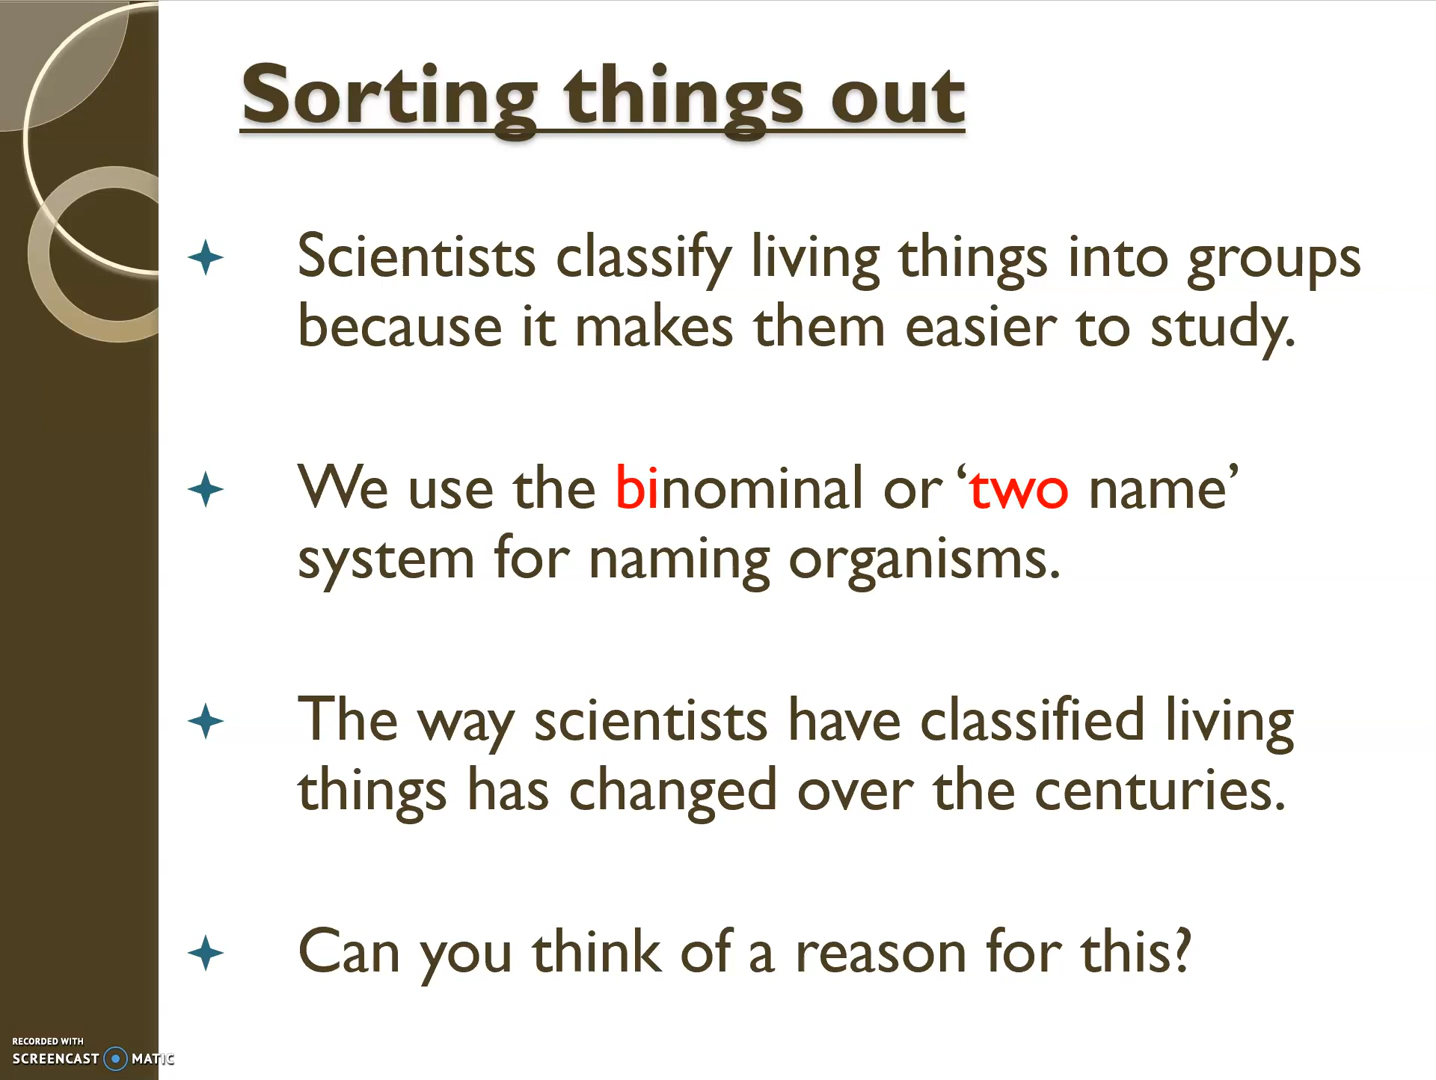 Sorting things out
Scientists classify living things into groups
because it makes them easier to study.
We use the binominal or ‘two name’
system for naming organisms.
The way scientists have classified living
things has changed over the centuries.
Can you think of a reason for this?
RECORDED WITH
SCREENCAST MATIC